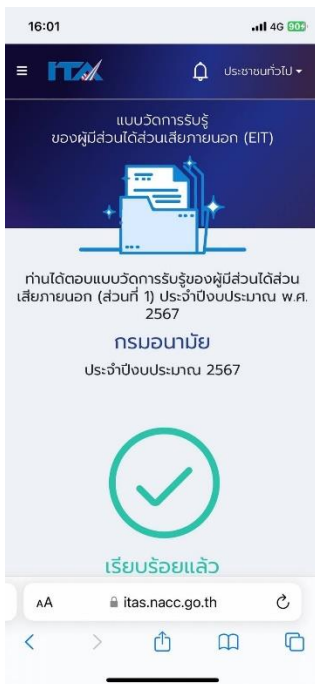 16:01
4G 90
ITA
ประชาชนทั่วไป
แบบวัดการรับรู้
ของผู้มีส่วนได้ส่วนเสียภายนอก (EIT)
ท่านได้ตอบแบบวัดการรับรู้ของผู้มีส่วนได้ส่วน
เสียภายนอก (ส่วนที่ 1) ประจำปีงบประมาณ พ.ศ.
2567
กรมอนามัย
ประจำปีงบประมาณ 2567
เรียบร้อยแล้ว
AA
itas.nacc.go.th